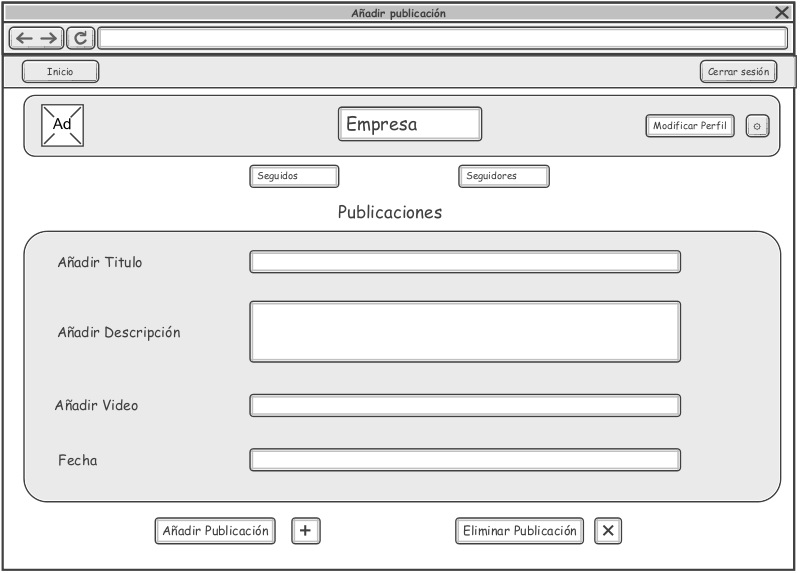 Añadir publicación
Inicio
Cerrar sesión
Ad
Empresa
Modificar Perfil
Seguidos
Seguidores
Publicaciones
Añadir Titulo
Añadir Descripción
Añadir Video
Fecha
Añadir Publicación
Eliminar Publicación